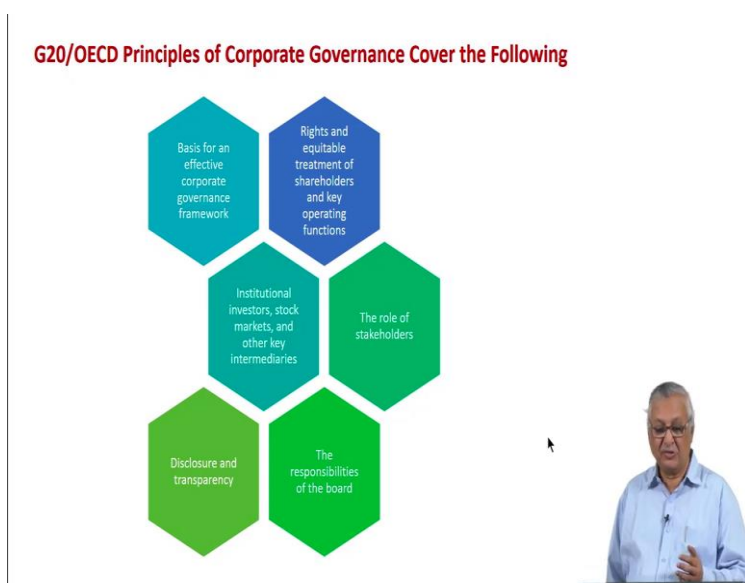 G20/OECD Principles of Corporate Governance Cover the Following
Basis for an
effective
corporate
governance
framework
Rights and
equitable
treatment of
shareholders
and key
operating
functions
Institutional
investors, stock
markets, and
other key
intermediaries
The role of
stakeholders
Disclosure and
transparency
The
responsibilities
of the board